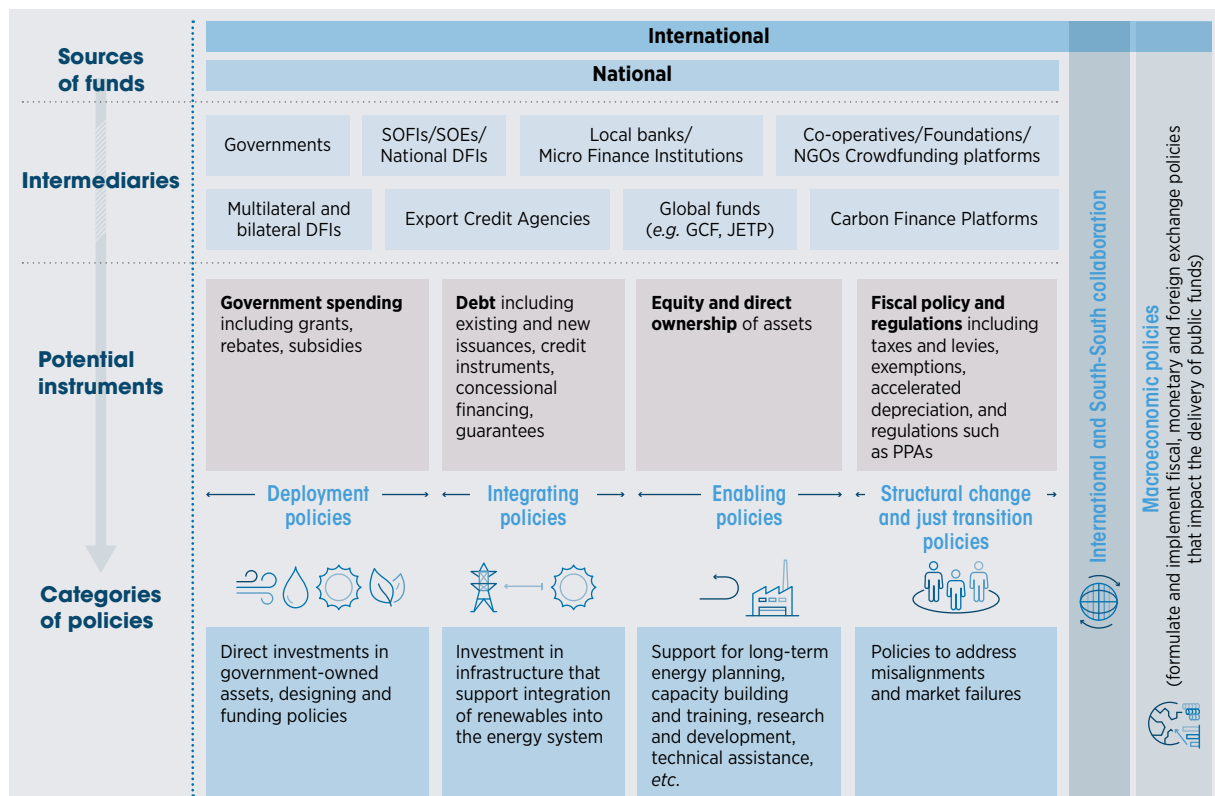 Sources
of funds
International
National
Intermediaries
Governments
SOFIs/SOEs/
National DFIs
Local banks/
Micro Finance Institutions
Co-operatives/Foundations/
NGOs Crowdfunding platforms
Multilateral and
bilateral DFIs
Export Credit Agencies
Global funds
(e.g. GCF, JETP)
Carbon Finance Platforms
Potential
instruments
Government spending
including grants,
rebates, subsidies
Debt including
existing and new
issuances, credit
instruments,
concessional
financing,
guarantees
Equity and direct
ownership of assets
Fiscal policy and
regulations including
taxes and levies,
exemptions,
accelerated
depreciation, and
regulations such
as PPAs
Categories
of policies
Deployment
policies
Integrating
policies
Enabling
policies
Structural change
and just transition
policies
Direct investments in
government-owned
assets, designing and
funding policies
Investment in
infrastructure that
support integration
of renewables into
the energy system
Support for long-term
energy planning,
capacity building
and training, research
and development,
technical assistance,
etc.
Policies to address
misalignments
and market failures
International and South-South collaboration
Macroeconomic policies
(formulate and implement fiscal, monetary and foreign exchange policies
that impact the delivery of public funds)